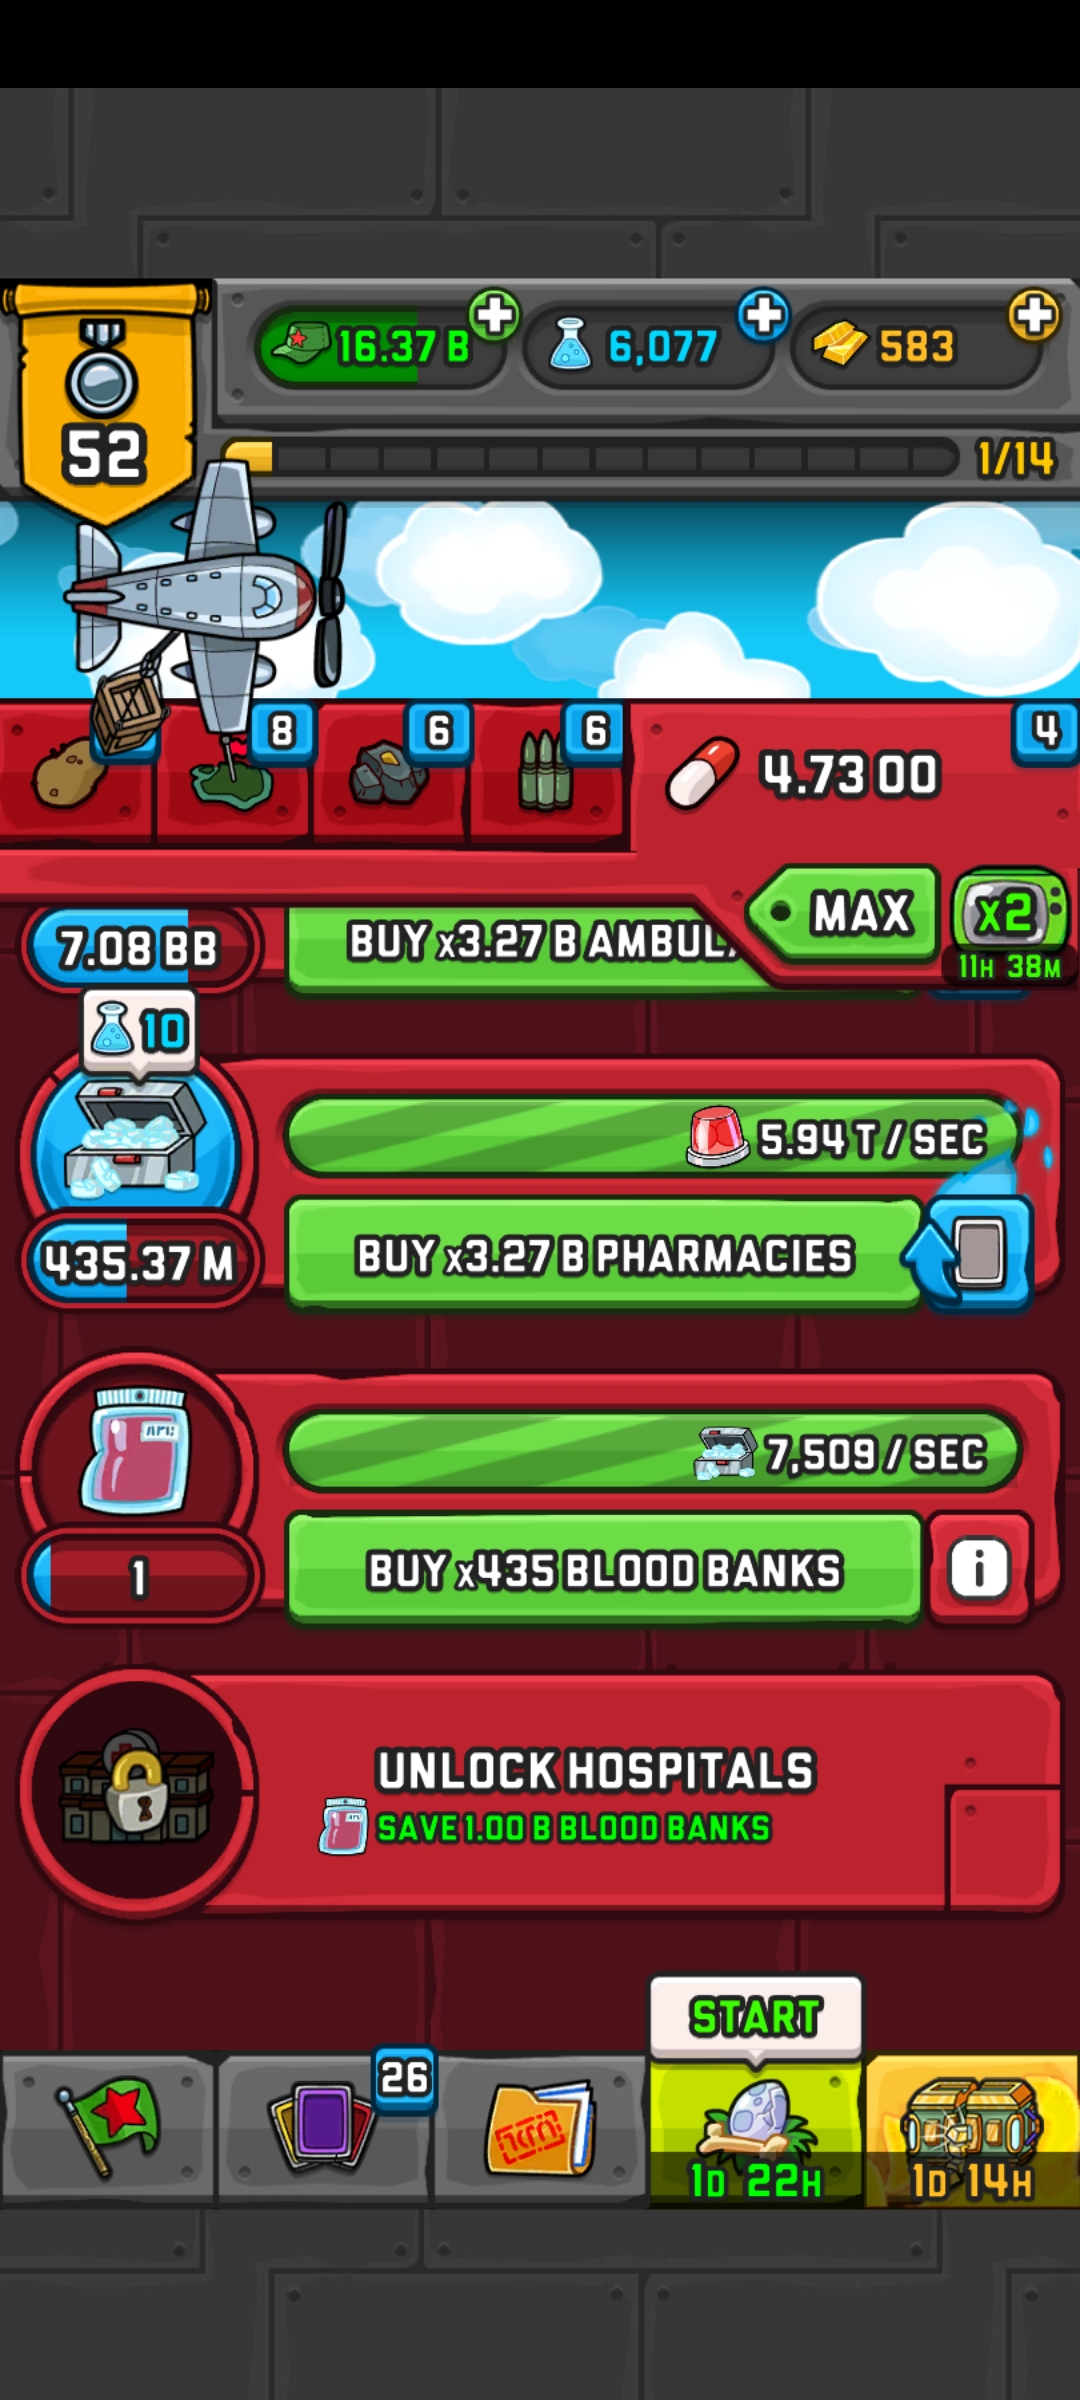 16.37 B
6,077
583
52
1/14
8
6
6
4
4.73 OO
MAX
x2
11H 38M
7.08 BB
BUY x3.27 B AMBUL
10
5.94 T / SEC
435.37 M
BUY x3.27 B PHARMACIES
7,509 / SEC
1
BUY x435 BLOOD BANKS
i
UNLOCK HOSPITALS
SAVE 1.00 B BLOOD BANKS
START
26
1D 22H
1D 14H